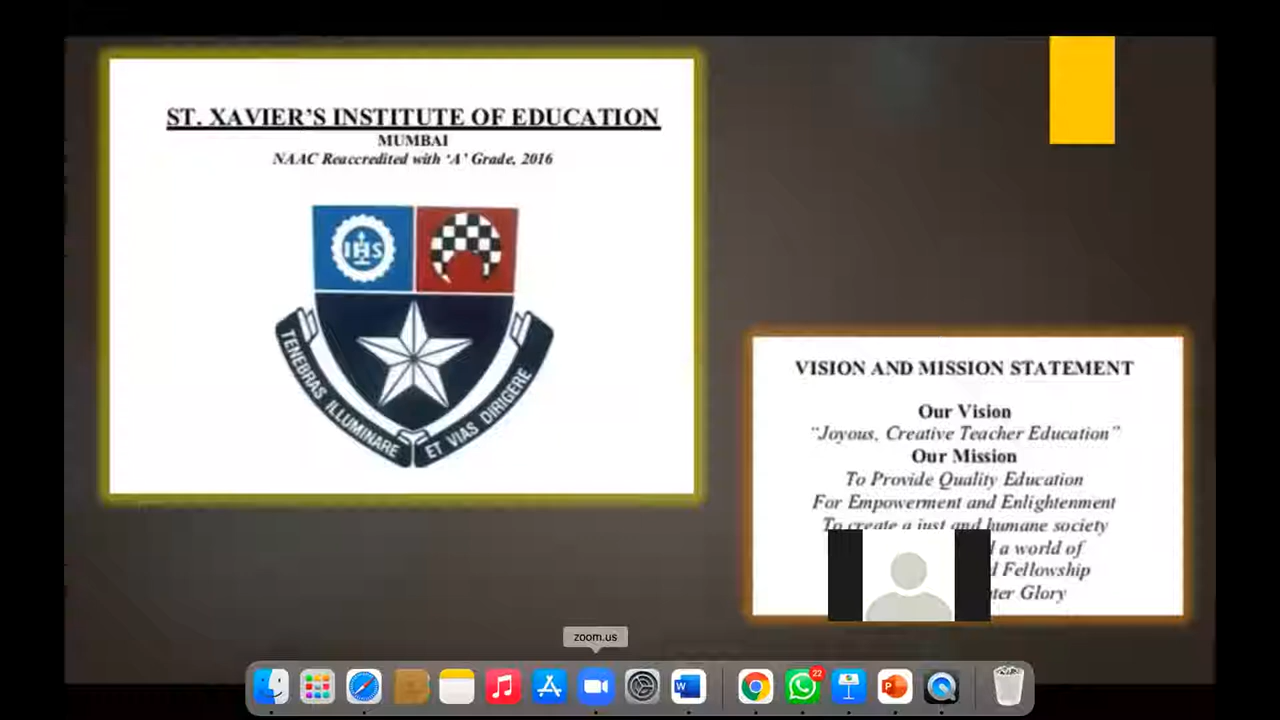 ST. XAVIER'S INSTITUTE OF EDUCATION
MUMBAI
NAAC Reaccredited with 'A' Grade, 2016
IHS
TENEBRAS ILLUMINARE
ET VIAS DIRIGERE
VISION AND MISSION STATEMENT
Our Vision
"Joyous, Creative Teacher Education"
Our Mission
To Provide Quality Education
For Empowerment and Enlightenment
To create a just and humane society
a world of
Fellowship
Glory
zoom.us
22
W
P